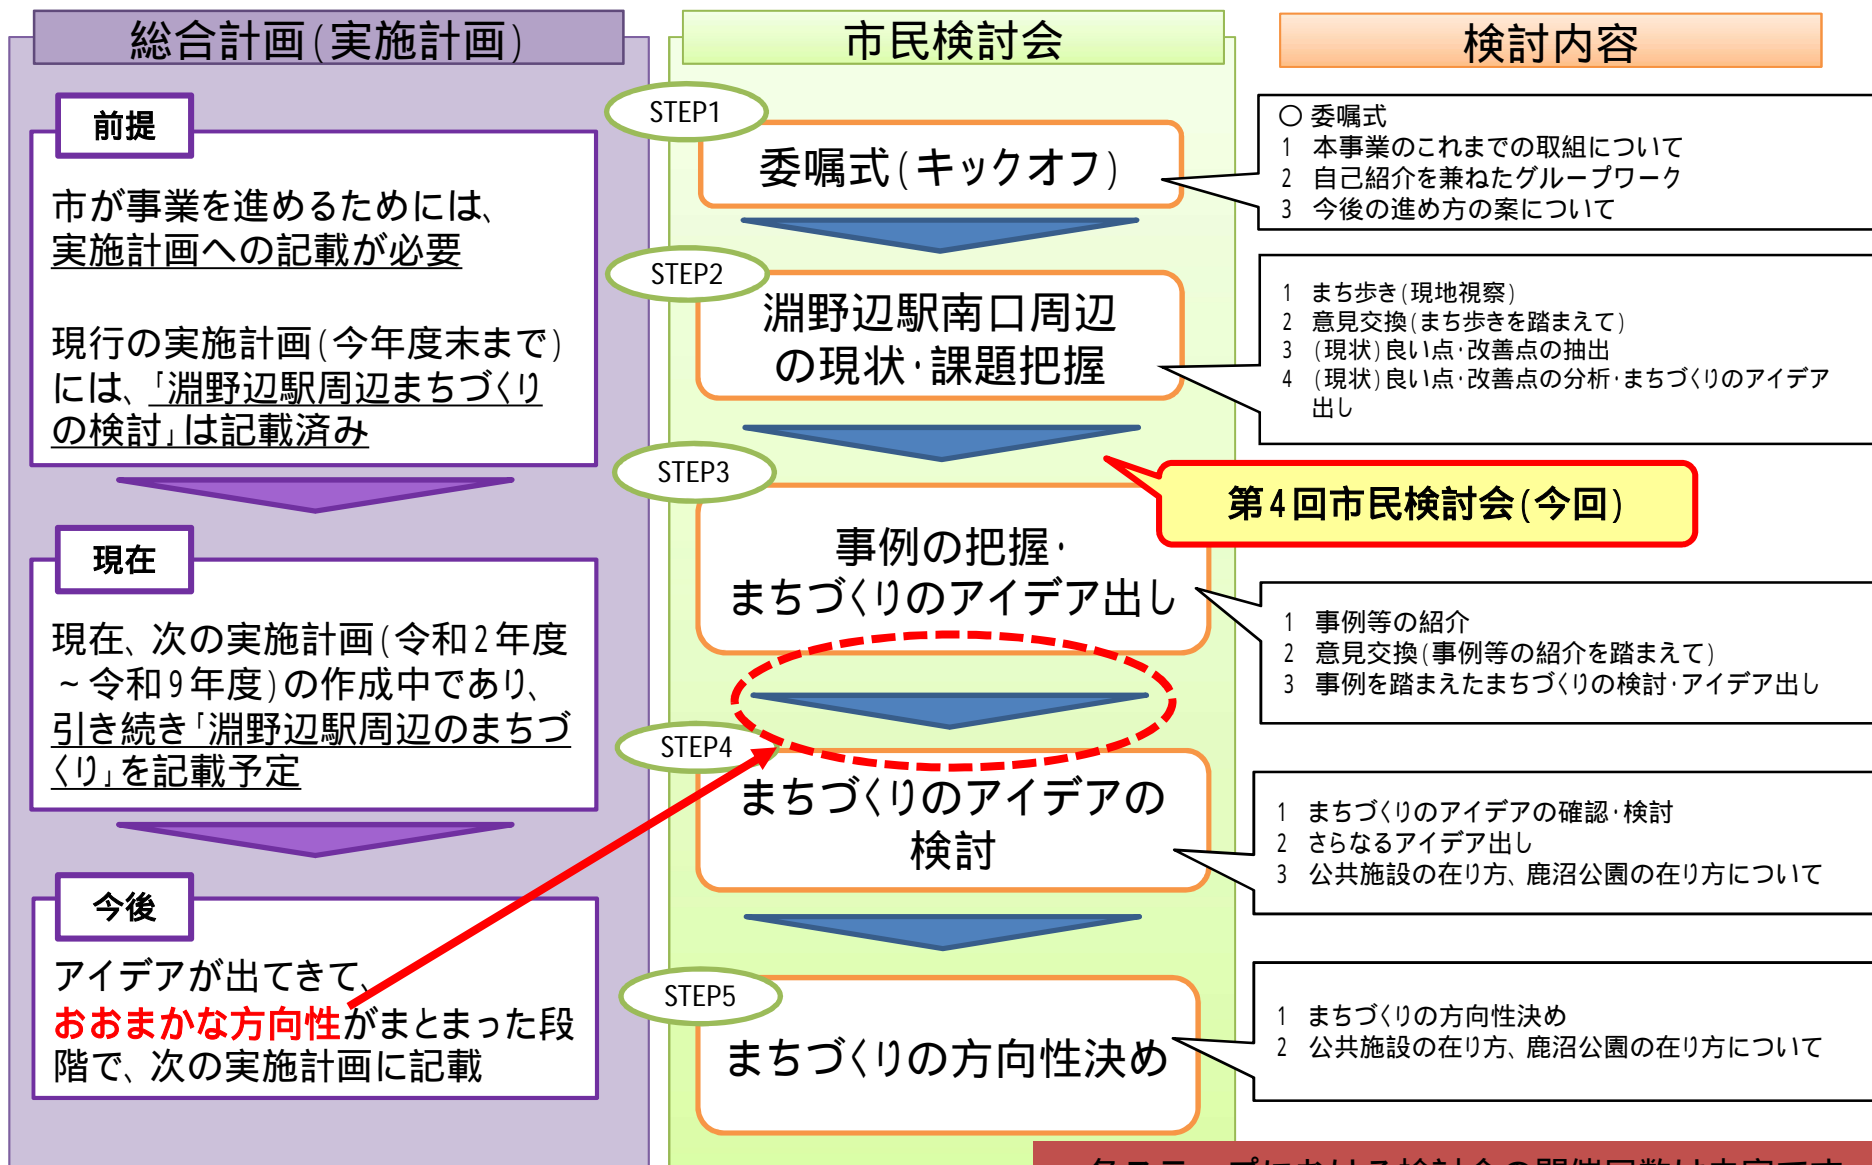 総合計画(実施計画)
前提
市が事業を進めるためには、
実施計画への記載が必要
現行の実施計画(今年度末まで)
には、「淵野辺駅周辺まちづくり
の検討」は記載済み
現在
現在、次の実施計画(令和2年度
~令和9年度)の作成中であり、
引き続き「淵野辺駅周辺のまちづ
くり」を記載予定
今後
アイデアが出てきて、
おおまかな方向性がまとまった段
階で、次の実施計画に記載
市民検討会
STEP1
委嘱式(キックオフ)
STEP2
淵野辺駅南口周辺
の現状・課題把握
STEP3
第4回市民検討会(今回)
事例の把握・
まちづくりのアイデア出し
STEP4
まちづくりのアイデアの
検討
STEP5
まちづくりの方向性決め
検討内容
○ 委嘱式
1 本事業のこれまでの取組について
2 自己紹介を兼ねたグループワーク
3 今後の進め方の案について
1 まち歩き(現地視察)
2 意見交換(まち歩きを踏まえて)
3 (現状)良い点・改善点の抽出
4 (現状)良い点・改善点の分析・まちづくりのアイデア
出し
1 事例等の紹介
2 意見交換(事例等の紹介を踏まえて)
3 事例を踏まえたまちづくりの検討・アイデア出し
1 まちづくりのアイデアの確認・検討
2 さらなるアイデア出し
3 公共施設の在り方、鹿沼公園の在り方について
1 まちづくりの方向性決め
2 公共施設の在り方、鹿沼公園の在り方について
各ステップにおける検討会の開催回数は未定です